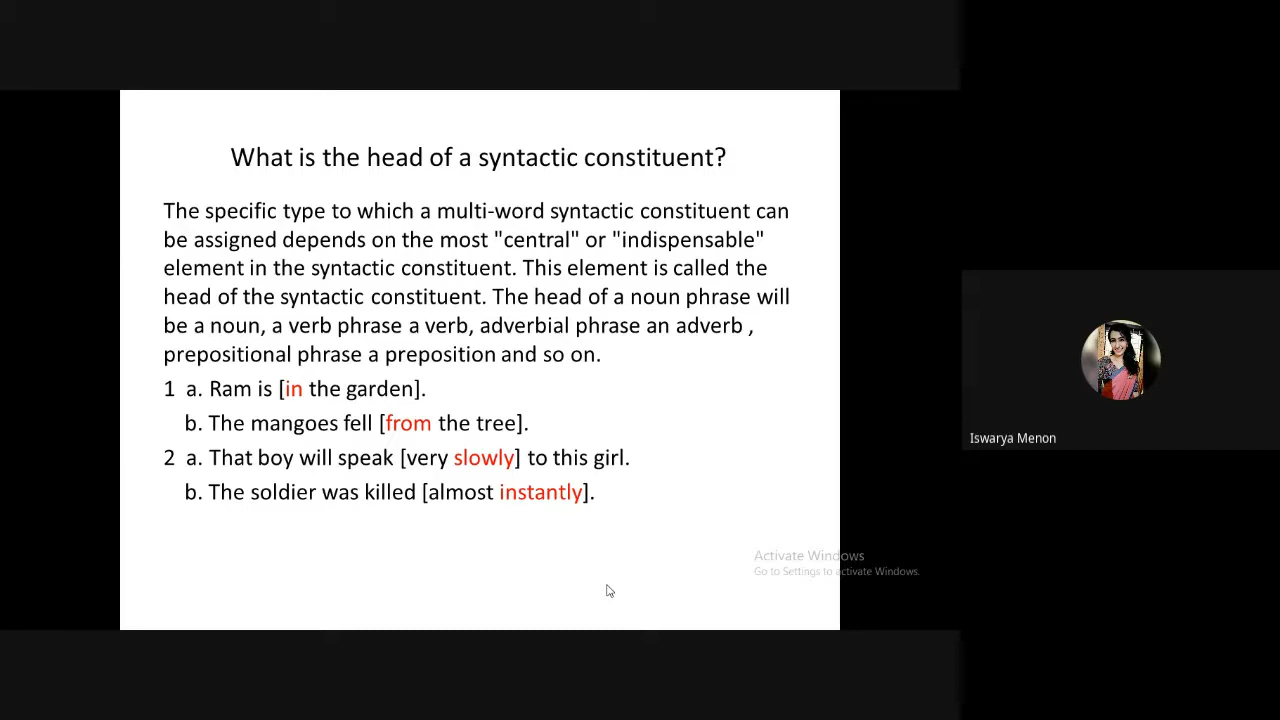 What is the head of a syntactic constituent?
The specific type to which a multi-word syntactic constituent can
be assigned depends on the most "central" or "indispensable"
element in the syntactic constituent. This element is called the
head of the syntactic constituent. The head of a noun phrase will
be a noun, a verb phrase a verb, adverbial phrase an adverb ,
prepositional phrase a preposition and so on.
1 a. Ram is [in the garden].
b. The mangoes fell [from the tree].
2 a. That boy will speak [very slowly] to this girl.
b. The soldier was killed [almost instantly].
Activate Windows
Go to Settings to activate Windows.
Iswarya Menon